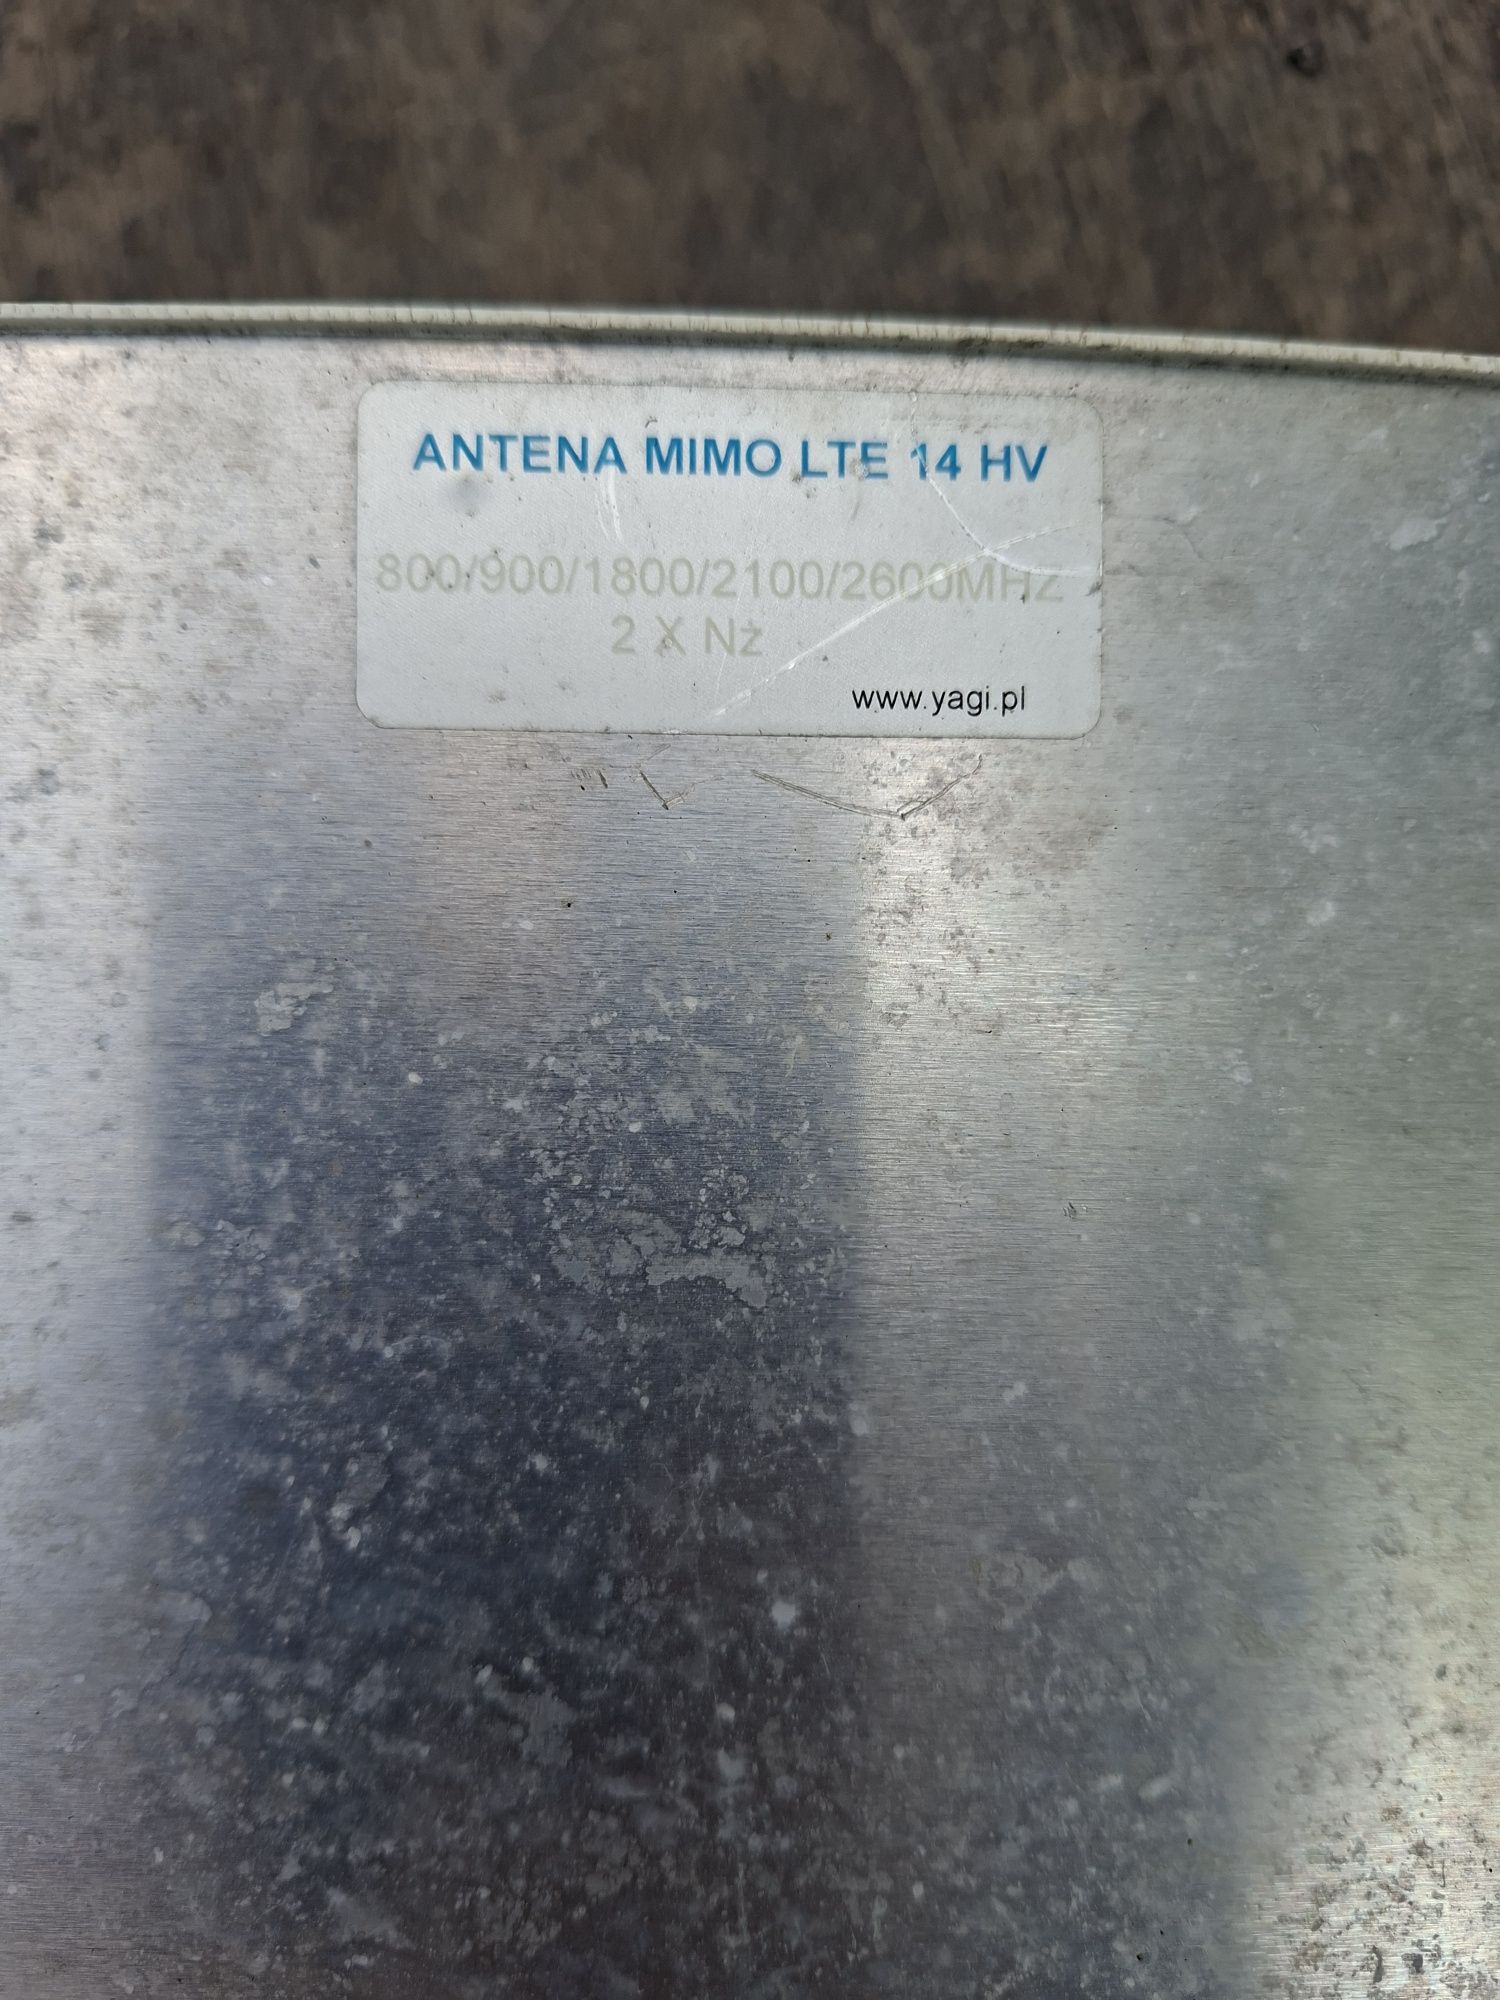 ANTENA MIMO LTE 14 HV
800/900/1800/2100/2600MHZ
2 X Nż
www.yagi.pl